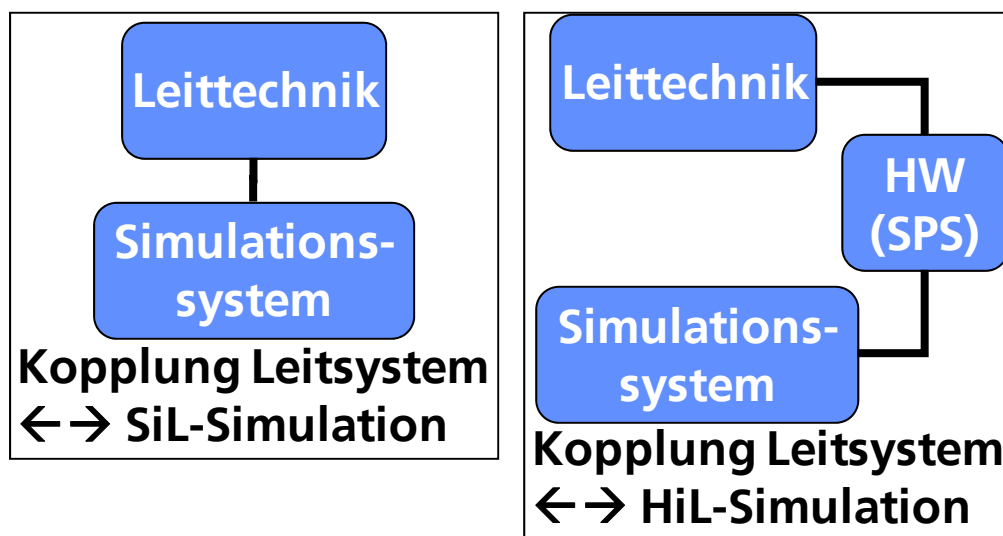 Leittechnik
Simulations-
system
Kopplung Leitsystem
←→ SiL-Simulation
Leittechnik
HW
(SPS)
Simulations-
system
Kopplung Leitsystem
←→ HiL-Simulation